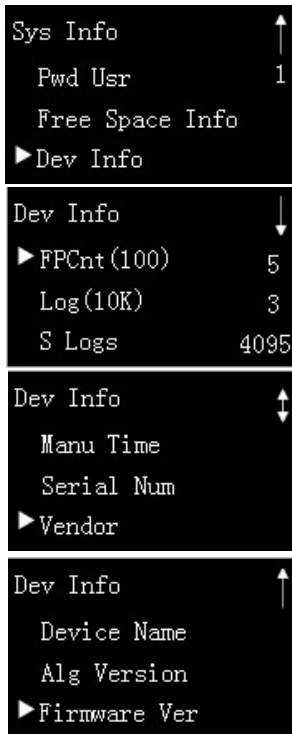 Sys Info
Pwd Usr 1
Free Space Info
Dev Info
Dev Info
FPCnt(100) 5
Log(10K) 3
S Logs 4095
Dev Info
Manu Time
Serial Num
Vendor
Dev Info
Device Name
Alg Version
Firmware Ver